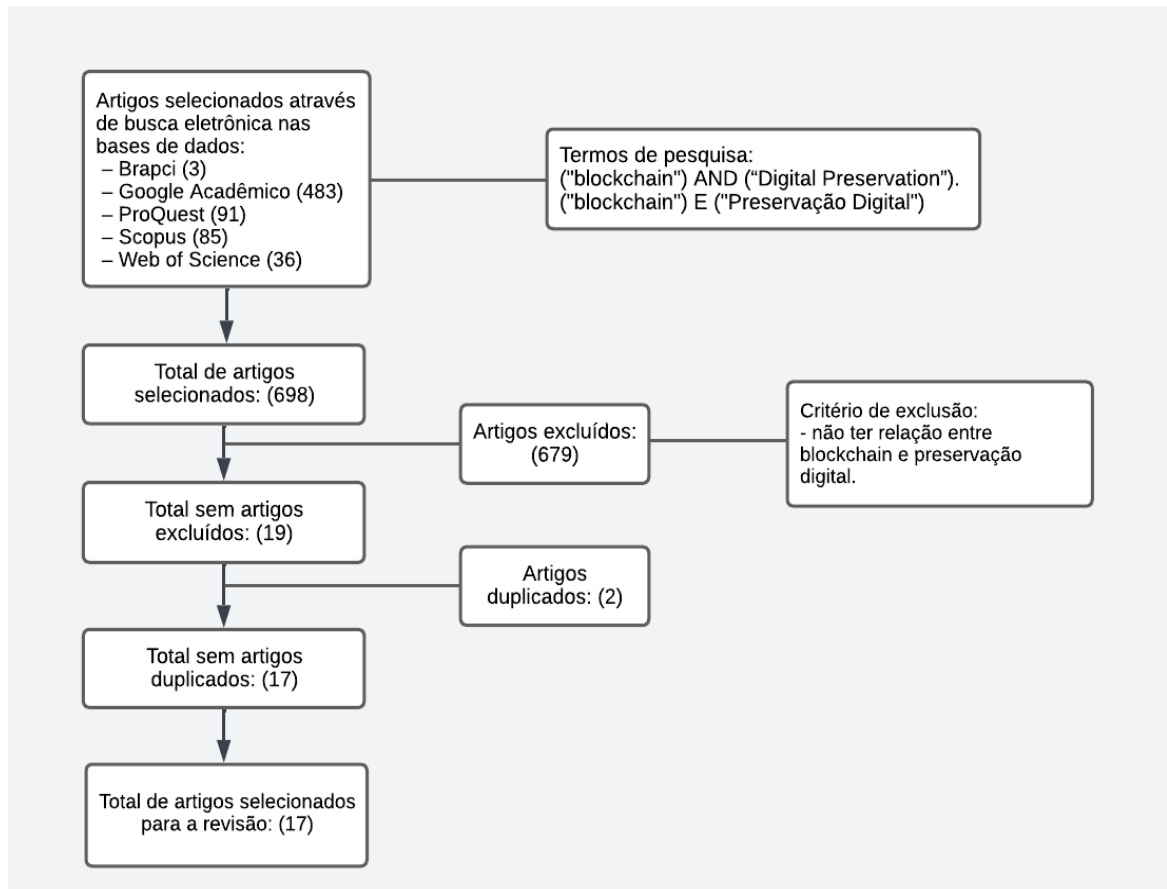 Artigos selecionados através
de busca eletrônica nas
bases de dados:
– Brapci (3)
– Google Acadêmico (483)
– ProQuest (91)
– Scopus (85)
– Web of Science (36)
Termos de pesquisa:
("blockchain") AND (“Digital Preservation”).
("blockchain") E ("Preservação Digital")
Total de artigos
selecionados: (698)
Artigos excluídos:
(679)
Critério de exclusão:
- não ter relação entre
blockchain e preservação
digital.
Total sem artigos
excluídos: (19)
Artigos
duplicados: (2)
Total sem artigos
duplicados: (17)
Total de artigos selecionados
para a revisão: (17)